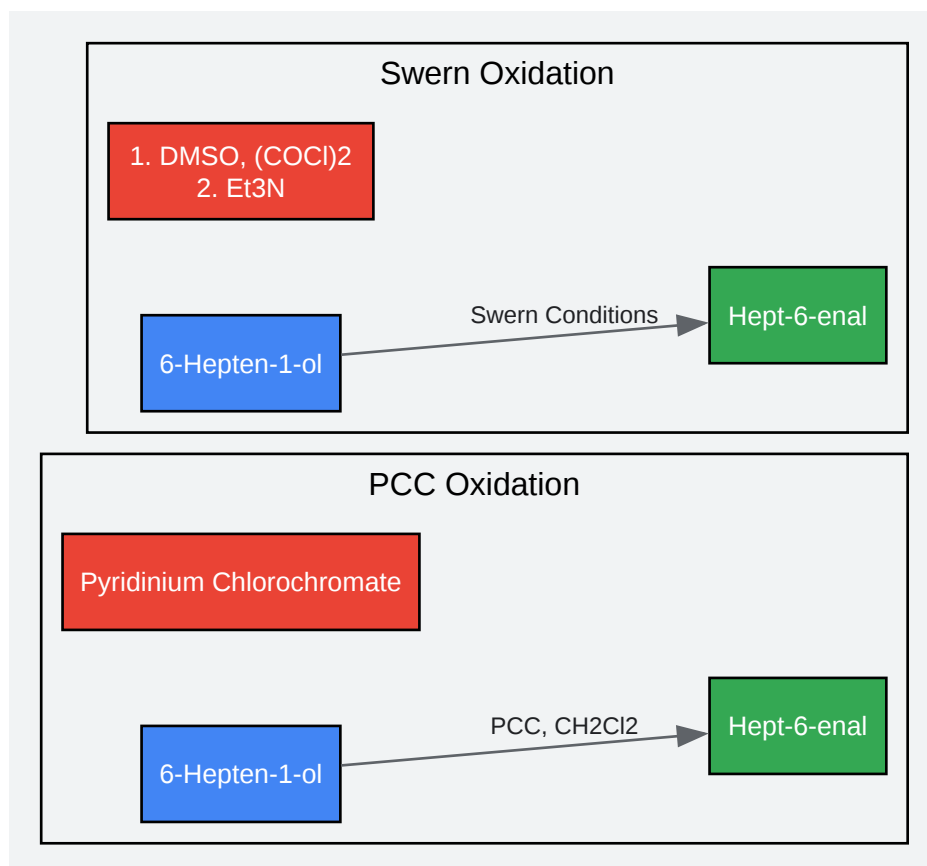 Swern Oxidation
1. DMSO, (COCl)2
2. Et3N
Swern Conditions
Hept-6-enal
6-Hepten-1-ol
PCC Oxidation
Pyridinium Chlorochromate
PCC, CH2Cl2
Hept-6-enal
6-Hepten-1-ol